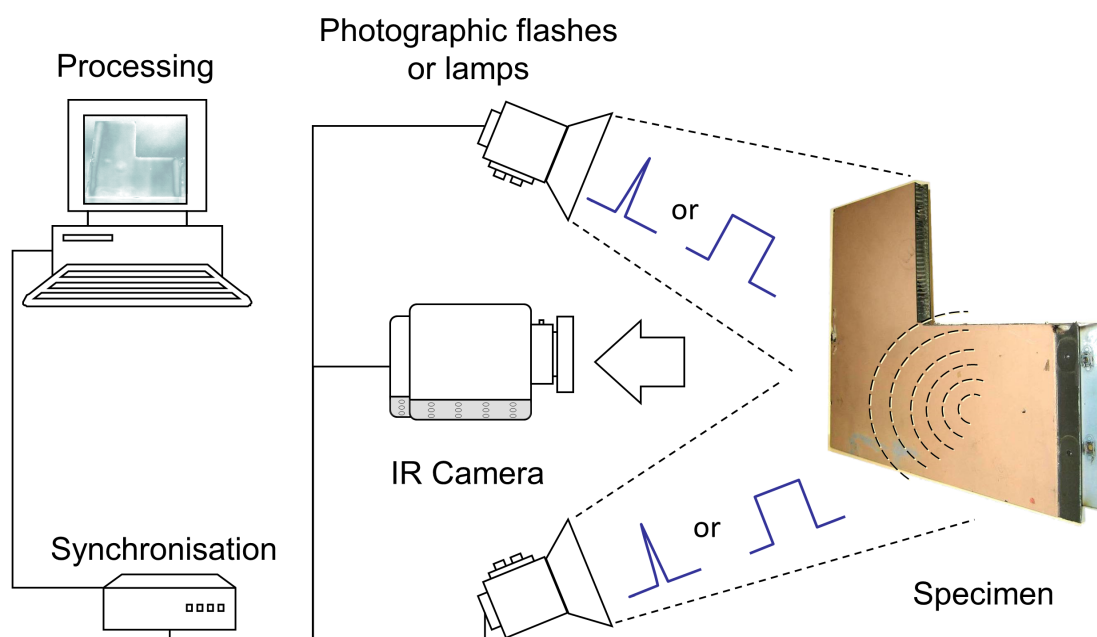 Photographic flashes
or lamps
Processing
or
IR Camera
or
Synchronisation
Specimen